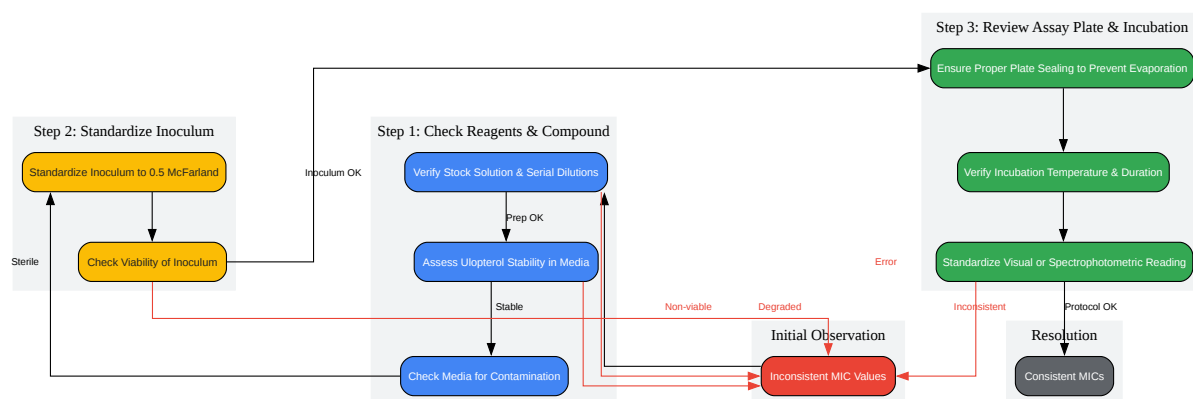 Step 3: Review Assay Plate & Incubation
Ensure Proper Plate Sealing to Prevent Evaporation
Step 2: Standardize Inoculum
Step 1: Check Reagents & Compound
Standardize Inoculum to 0.5 McFarland
Inoculum OK
Verify Stock Solution & Serial Dilutions
Verify Incubation Temperature & Duration
Prep OK
Sterile
Check Viability of Inoculum
Assess Ulopterol Stability in Media
Error
Standardize Visual or Spectrophotometric Reading
Stable
Non-viable
Degraded
Inconsistent
Protocol OK
Initial Observation
Resolution
Check Media for Contamination
Inconsistent MIC Values
Consistent MICs